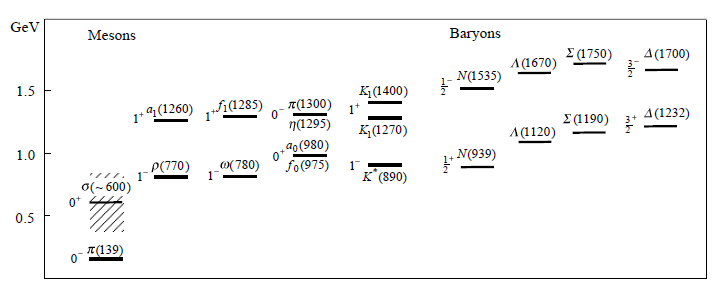 GeV
Mesons
Baryons
1.5
1.0
0.5
0⁺ σ(~600)
0⁻ π(139)
1⁺ a₁(1260)
1⁻ ρ(770)
1⁺ f₁(1285)
1⁻ ω(780)
0⁻ π(1300)
η(1295)
0⁺ a₀(980)
f₀(975)
K₁(1400)
1⁺
K₁(1270)
1⁻
K*(890)
1/2⁻ N(1535)
1/2⁺ N(939)
Λ(1670)
Λ(1120)
Σ(1750)
Σ(1190)
3/2⁻ Δ(1700)
3/2⁺ Δ(1232)